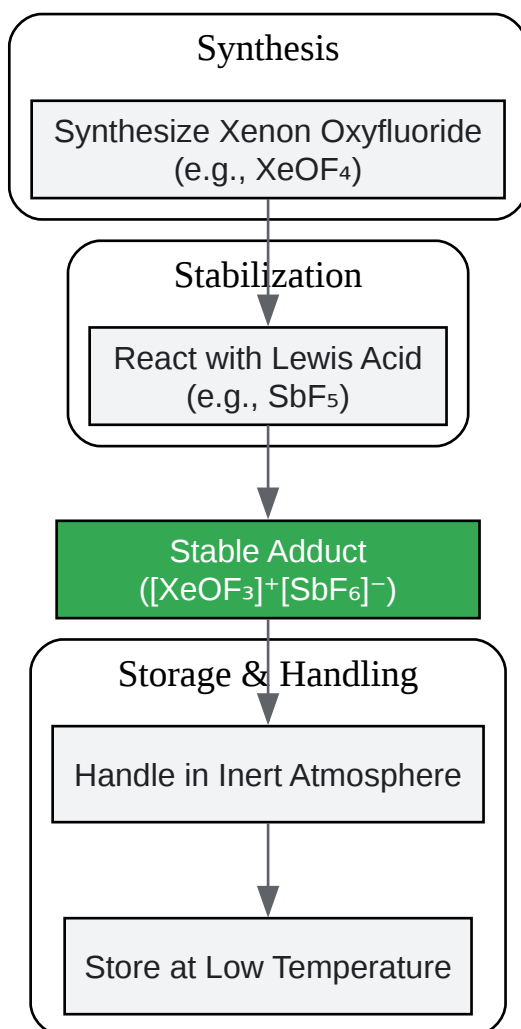 Synthesis
Synthesize Xenon Oxyfluoride
(e.g., XeOF₄)
Stabilization
React with Lewis Acid
(e.g., SbF₅)
Stable Adduct
([XeOF₃]⁺[SbF₆]⁻)
Storage & Handling
Handle in Inert Atmosphere
Store at Low Temperature